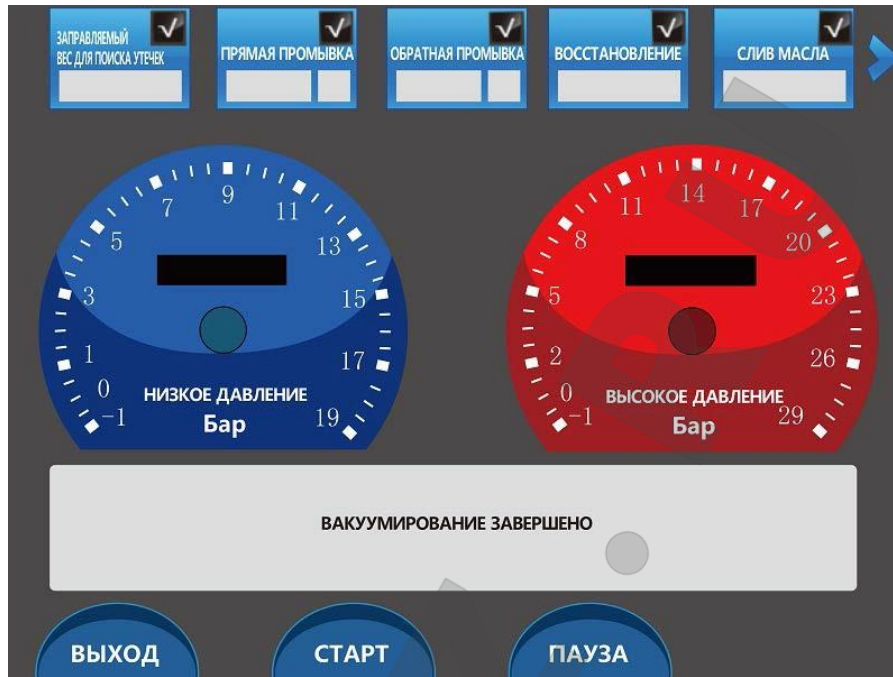 ЗАПРАВЛЯЕМЫЙ
ВЕС ДЛЯ ПОИСКА УТЕЧЕК
ПРЯМАЯ ПРОМЫВКА
ОБРАТНАЯ ПРОМЫВКА
ВОССТАНОВЛЕНИЕ
СЛИВ МАСЛА
-1
0
1
3
5
7
9
11
13
15
17
19
НИЗКОЕ ДАВЛЕНИЕ
Бар
-1
0
2
5
8
11
14
17
20
23
26
29
ВЫСОКОЕ ДАВЛЕНИЕ
Бар
ВАКУУМИРОВАНИЕ ЗАВЕРШЕНО
ВЫХОД
СТАРТ
ПАУЗА